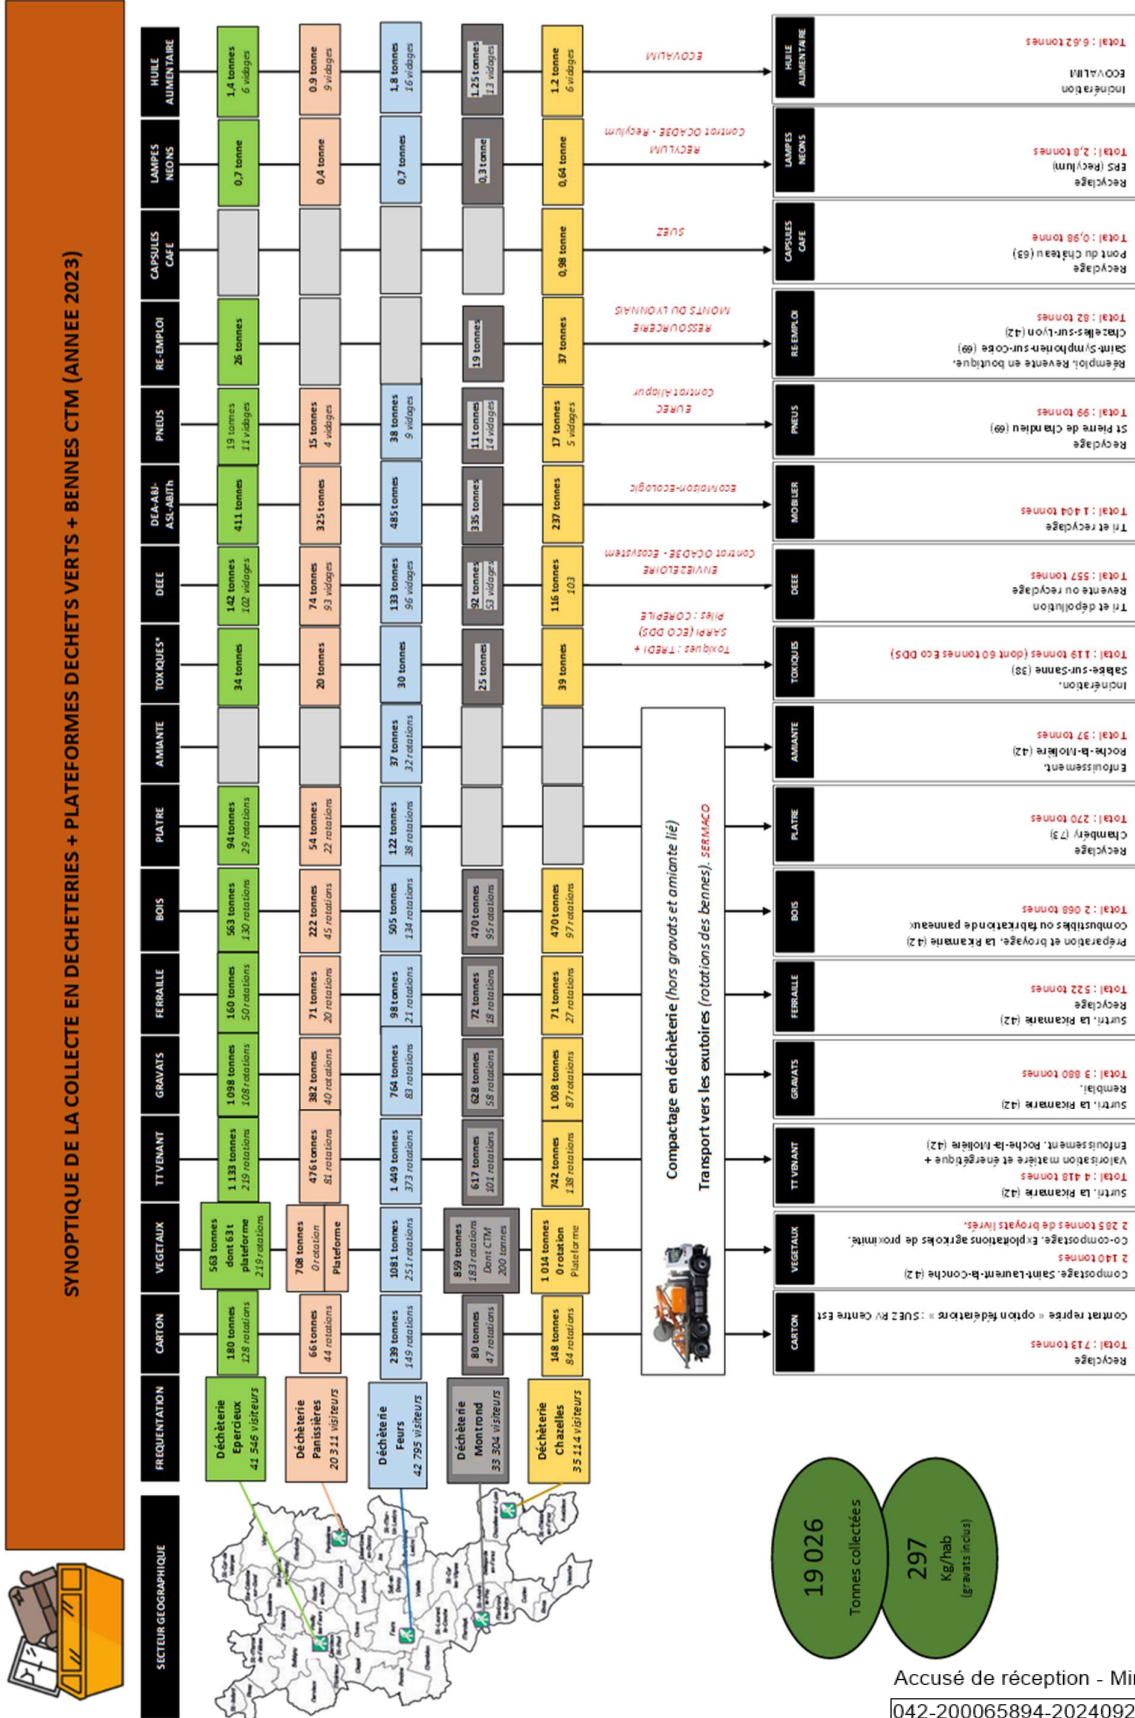 SYNOPTIQUE DE LA COLLECTE EN DECHETERIES + PLATEFORMES DECHETS VERTS + BENNES CTM (ANNEE 2023)
SECTEUR GEOGRAPHIQUE
FREQUENTATION
CARTON
VEGETAUX
TT VENANT
GRAVATS
FERRAILLE
BOIS
PLATRE
AMIANTE
TOXIQUES*
DEEE
DEA-ABJ-
ASL-ABJTh
PNEUS
RE-EMPLOI
CAPSULES
CAFE
LAMPES
NEONS
HUILE
ALIMENTAIRE
Déchèterie
Epercieux
41 546 visiteurs
180 tonnes
128 rotations
563 tonnes
dont 63 t
plateforme
219 rotations
1 133 tonnes
219 rotations
1 098 tonnes
108 rotations
160 tonnes
50 rotations
563 tonnes
130 rotations
94 tonnes
29 rotations
34 tonnes
142 tonnes
102 vidages
411 tonnes
19 tonnes
11 vidages
26 tonnes
0,7 tonne
1,4 tonnes
6 vidages
Déchèterie
Panissières
20 311 visiteurs
66 tonnes
44 rotations
708 tonnes
0 rotation
Plateforme
476 tonnes
81 rotations
382 tonnes
40 rotations
71 tonnes
20 rotations
222 tonnes
45 rotations
54 tonnes
22 rotations
20 tonnes
74 tonnes
93 vidages
325 tonnes
15 tonnes
4 vidages
0,4 tonne
0.9 tonne
9 vidages
Déchèterie
Feurs
42 795 visiteurs
239 tonnes
149 rotations
1081 tonnes
251 rotations
1 449 tonnes
373 rotations
764 tonnes
83 rotations
98 tonnes
21 rotations
505 tonnes
134 rotations
122 tonnes
38 rotations
37 tonnes
32 rotations
30 tonnes
133 tonnes
96 vidages
485 tonnes
38 tonnes
9 vidages
0,7 tonne
1,8 tonnes
16 vidages
Déchèterie
Montrond
33 304 visiteurs
80 tonnes
47 rotations
859 tonnes
183 rotations
Dont CTM
200 tonnes
617 tonnes
101 rotations
628 tonnes
58 rotations
72 tonnes
18 rotations
470 tonnes
95 rotations
25 tonnes
92 tonnes
53 vidages
335 tonnes
11 tonnes
14 vidages
19 tonnes
0,3 tonne
1.25 tonnes
13 vidages
Déchèterie
Chazelles
35 114 visiteurs
148 tonnes
84 rotations
1 014 tonnes
0 rotation
Plateforme
742 tonnes
138 rotations
1 008 tonnes
87 rotations
71 tonnes
27 rotations
470 tonnes
97 rotations
39 tonnes
116 tonnes
103
237 tonnes
17 tonnes
5 vidages
37 tonnes
0,98 tonne
0,64 tonne
1.2 tonne
6 vidages
Compactage en déchèterie (hors gravats et amiante lié)
Transport vers les exutoires (rotations des bennes). SERMACO
Toxiques : TREDI +
SARPI (ECO DDS)
Piles : COREPILE
ENVIE2E LOIRE
Contrat OCAD3E - Ecosystem
EcoMaison-Ecologic
EUREC
Contrat Aliapur
RESSOURCERIE
MONTS DU LYONNAIS
SUEZ
RECYLUM
Contrat OCAD3E - Recylum
ECOVALIM
CARTON
Recyclage
Total : 713 tonnes
Contrat reprise « option fédérations » : SUEZ RV Centre Est
VEGETAUX
Compostage. Saint-Laurent-la-Conche (42)
2 140 tonnes
Co-compostage. Exploitations agricoles de proximité.
2 285 tonnes de broyats livrés.
TT VENANT
Surtri. La Ricamarie (42)
Total : 4 418 tonnes
Valorisation matière et énergétique +
Enfouissement. Roche-la-Molière (42)
GRAVATS
Surtri. La Ricamarie (42)
Remblai.
Total : 3 880 tonnes
FERRAILLE
Surtri. La Ricamarie (42)
Recyclage
Total : 522 tonnes
BOIS
Préparation et broyage. La Ricamarie (42)
Combustibles ou fabrication de panneaux
Total : 2 068 tonnes
PLATRE
Recyclage
Chambéry (73)
Total : 270 tonnes
AMIANTE
Enfouissement.
Roche-la-Molière (42)
Total : 37 tonnes
TOXIQUES
Incinération.
Salaise-sur-Sanne (38)
Total : 119 tonnes (dont 60 tonnes Eco DDS)
DEEE
Tri et dépollution
Revente ou recyclage
Total : 557 tonnes
MOBILIER
Tri et recyclage
Total : 1 404 tonnes
PNEUS
Recyclage
St Pierre de Chandieu (69)
Total : 99 tonnes
RE-EMPLOI
Réemploi. Revente en boutique.
Saint-Symphorien-sur-Coise (69)
Chazelles-sur-Lyon (42)
Total : 82 tonnes
CAPSULES
CAFE
Recyclage
Pont du Château (63)
Total : 0,98 tonne
LAMPES
NEONS
Recyclage
ERS (Recylum)
Total : 2,8 tonnes
HUILE
ALIMENTAIRE
Incinération
ECOVALIM
Total : 6.62 tonnes
19 026
Tonnes collectées
297
Kg/hab
(gravats inclus)
Accusé de réception - Min
042-200065894-2024092